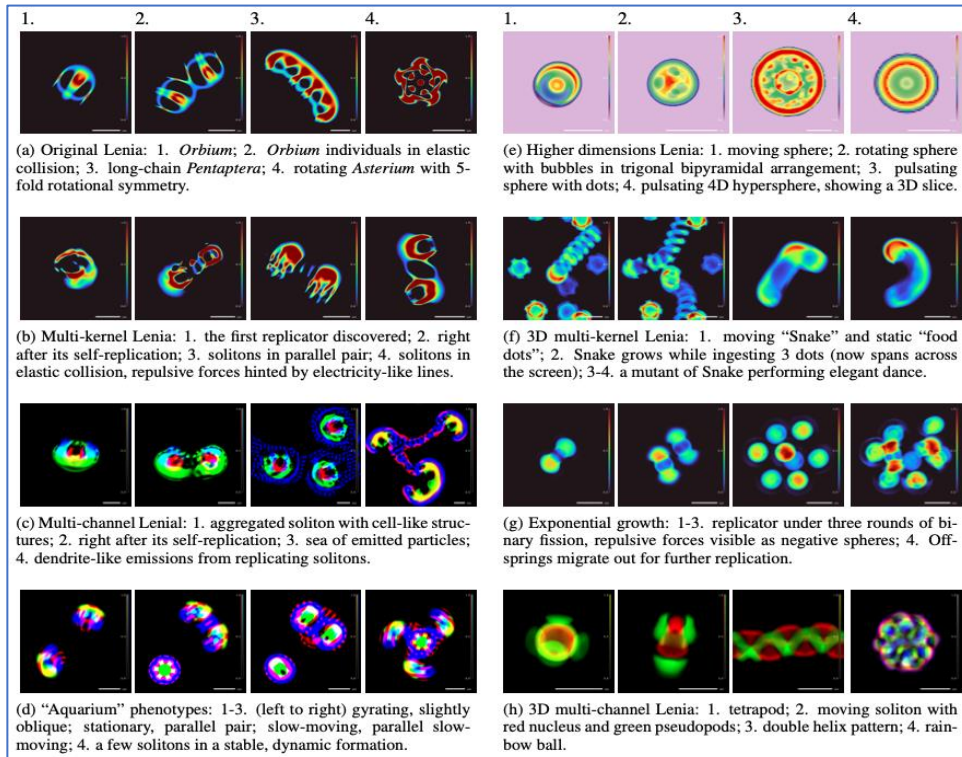 1. 2. 3. 4.
(a) Original Lenia: 1. Orbium; 2. Orbium individuals in elastic
collision; 3. long-chain Pentaptera; 4. rotating Asterium with 5-
fold rotational symmetry.
(b) Multi-kernel Lenia: 1. the first replicator discovered; 2. right
after its self-replication; 3. solitons in parallel pair; 4. solitons in
elastic collision, repulsive forces hinted by electricity-like lines.
(c) Multi-channel Lenial: 1. aggregated soliton with cell-like struc-
tures; 2. right after its self-replication; 3. sea of emitted particles;
4. dendrite-like emissions from replicating solitons.
(d) “Aquarium” phenotypes: 1-3. (left to right) gyrating, slightly
oblique; stationary, parallel pair; slow-moving, parallel slow-
moving; 4. a few solitons in a stable, dynamic formation.
1. 2. 3. 4.
(e) Higher dimensions Lenia: 1. moving sphere; 2. rotating sphere
with bubbles in trigonal bipyramidal arrangement; 3. pulsating
sphere with dots; 4. pulsating 4D hypersphere, showing a 3D slice.
(f) 3D multi-kernel Lenia: 1. moving “Snake” and static “food
dots”; 2. Snake grows while ingesting 3 dots (now spans across
the screen); 3-4. a mutant of Snake performing elegant dance.
(g) Exponential growth: 1-3. replicator under three rounds of bi-
nary fission, repulsive forces visible as negative spheres; 4. Off-
springs migrate out for further replication.
(h) 3D multi-channel Lenia: 1. tetrapod; 2. moving soliton with
red nucleus and green pseudopods; 3. double helix pattern; 4. rain-
bow ball.